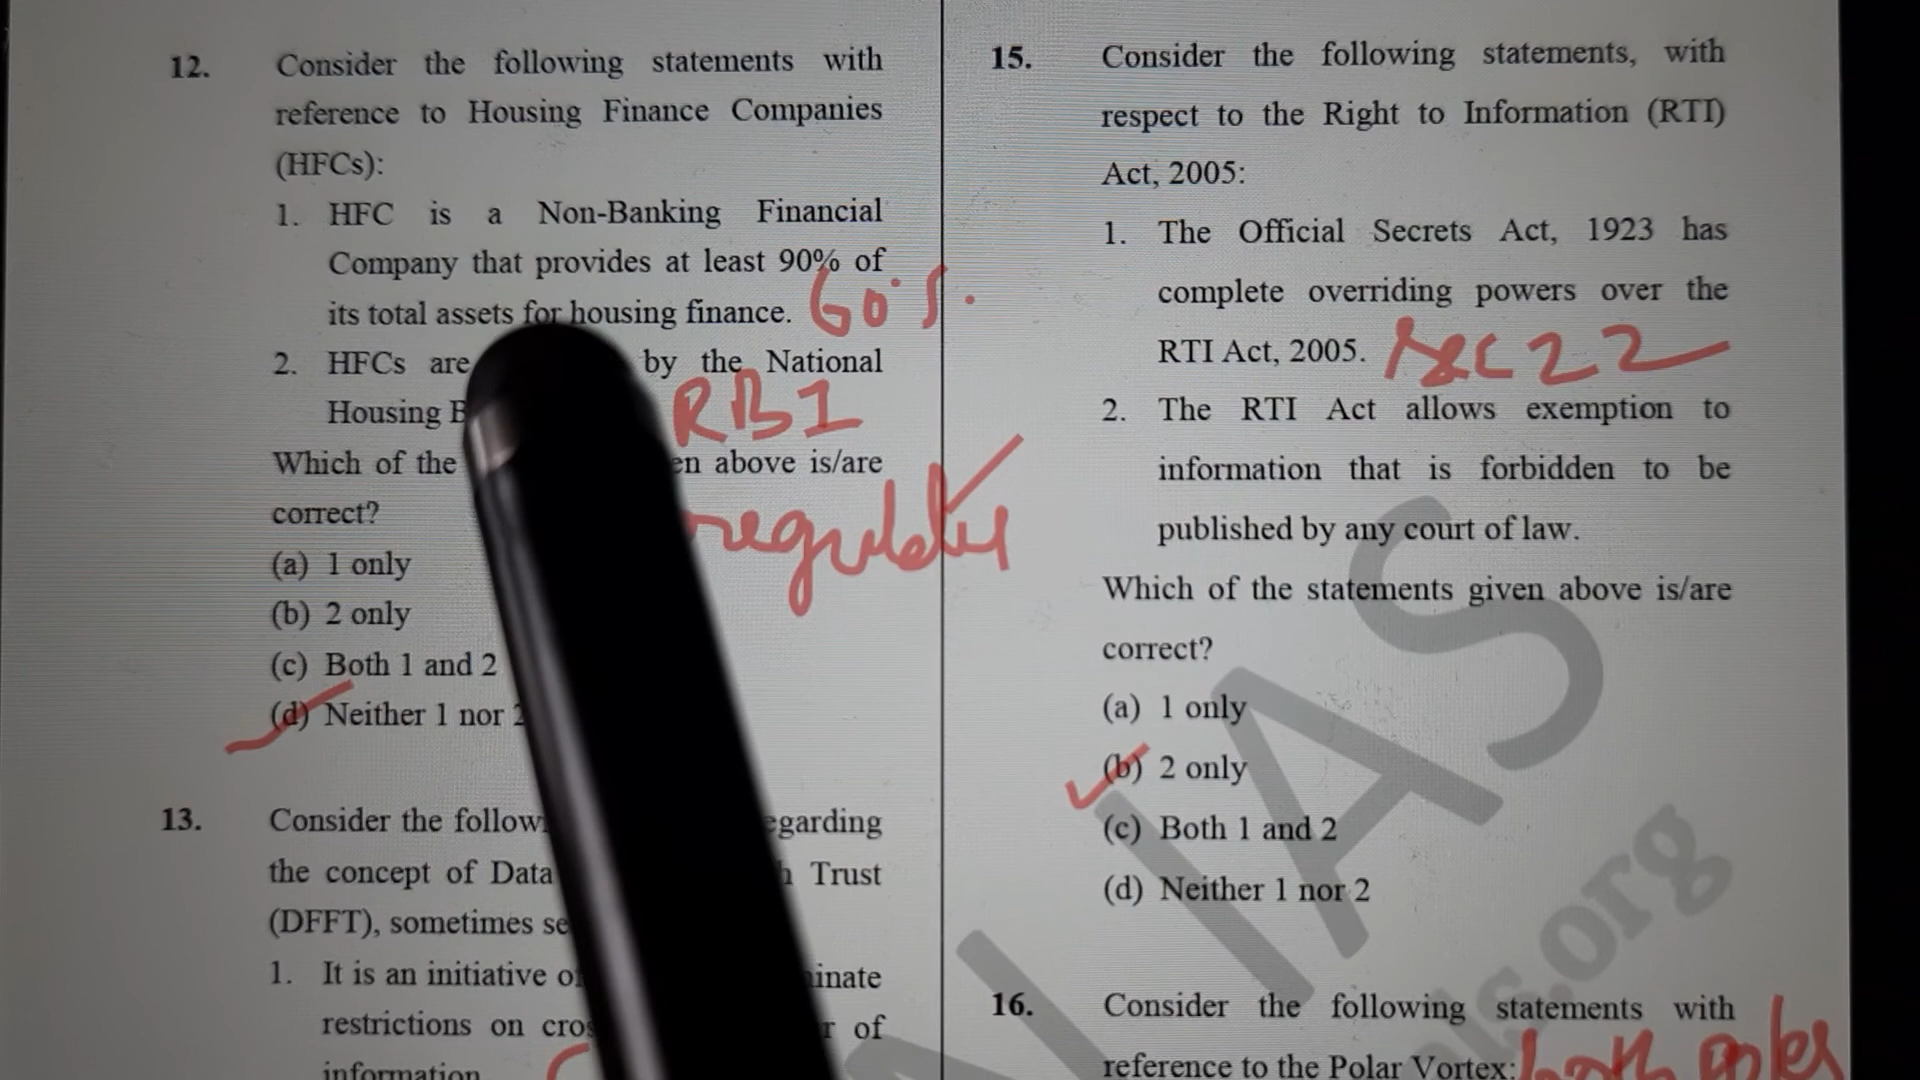 12. Consider the following statements with
reference to Housing Finance Companies
(HFCs):
1. HFC is a Non-Banking Financial
Company that provides at least 90% of
its total assets for housing finance. 60%.
2. HFCs are by the National
Housing B RBI
Which of the en above is/are
correct?
(a) 1 only
(b) 2 only
(c) Both 1 and 2
(d) Neither 1 nor 2
13. Consider the follow egarding
the concept of Data Trust
(DFFT), sometimes se
1. It is an initiative o inate
restrictions on cros r of
information
15. Consider the following statements, with
respect to the Right to Information (RTI)
Act, 2005:
1. The Official Secrets Act, 1923 has
complete overriding powers over the
RTI Act, 2005. Sec 22
2. The RTI Act allows exemption to
information that is forbidden to be
published by any court of law.
Which of the statements given above is/are
correct?
(a) 1 only
(b) 2 only
(c) Both 1 and 2
(d) Neither 1 nor 2
16. Consider the following statements with
reference to the Polar Vortex: both poles
IAS